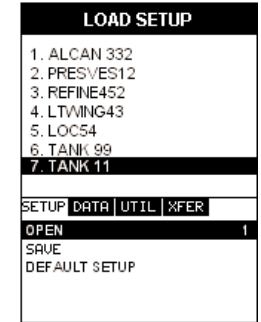 LOAD SETUP
1. ALCAN 332
2. PRESVES12
3. REFINE452
4. LTWING43
5. LOC54
6. TANK 99
7. TANK 11
SETUP DATA UTIL XFER
OPEN 1
SAVE
DEFAULT SETUP